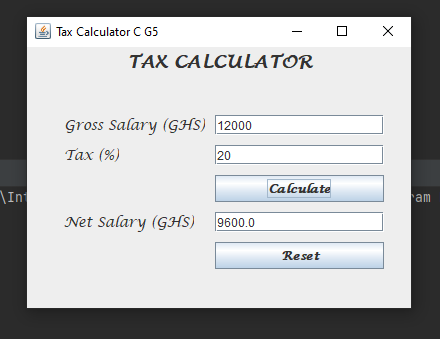 Tax Calculator C G5
TAX CALCULATOR
Gross Salary (GHS) 12000
Tax (%) 20
Calculate
\Int
ram
Net Salary (GHS) 9600.0
Reset